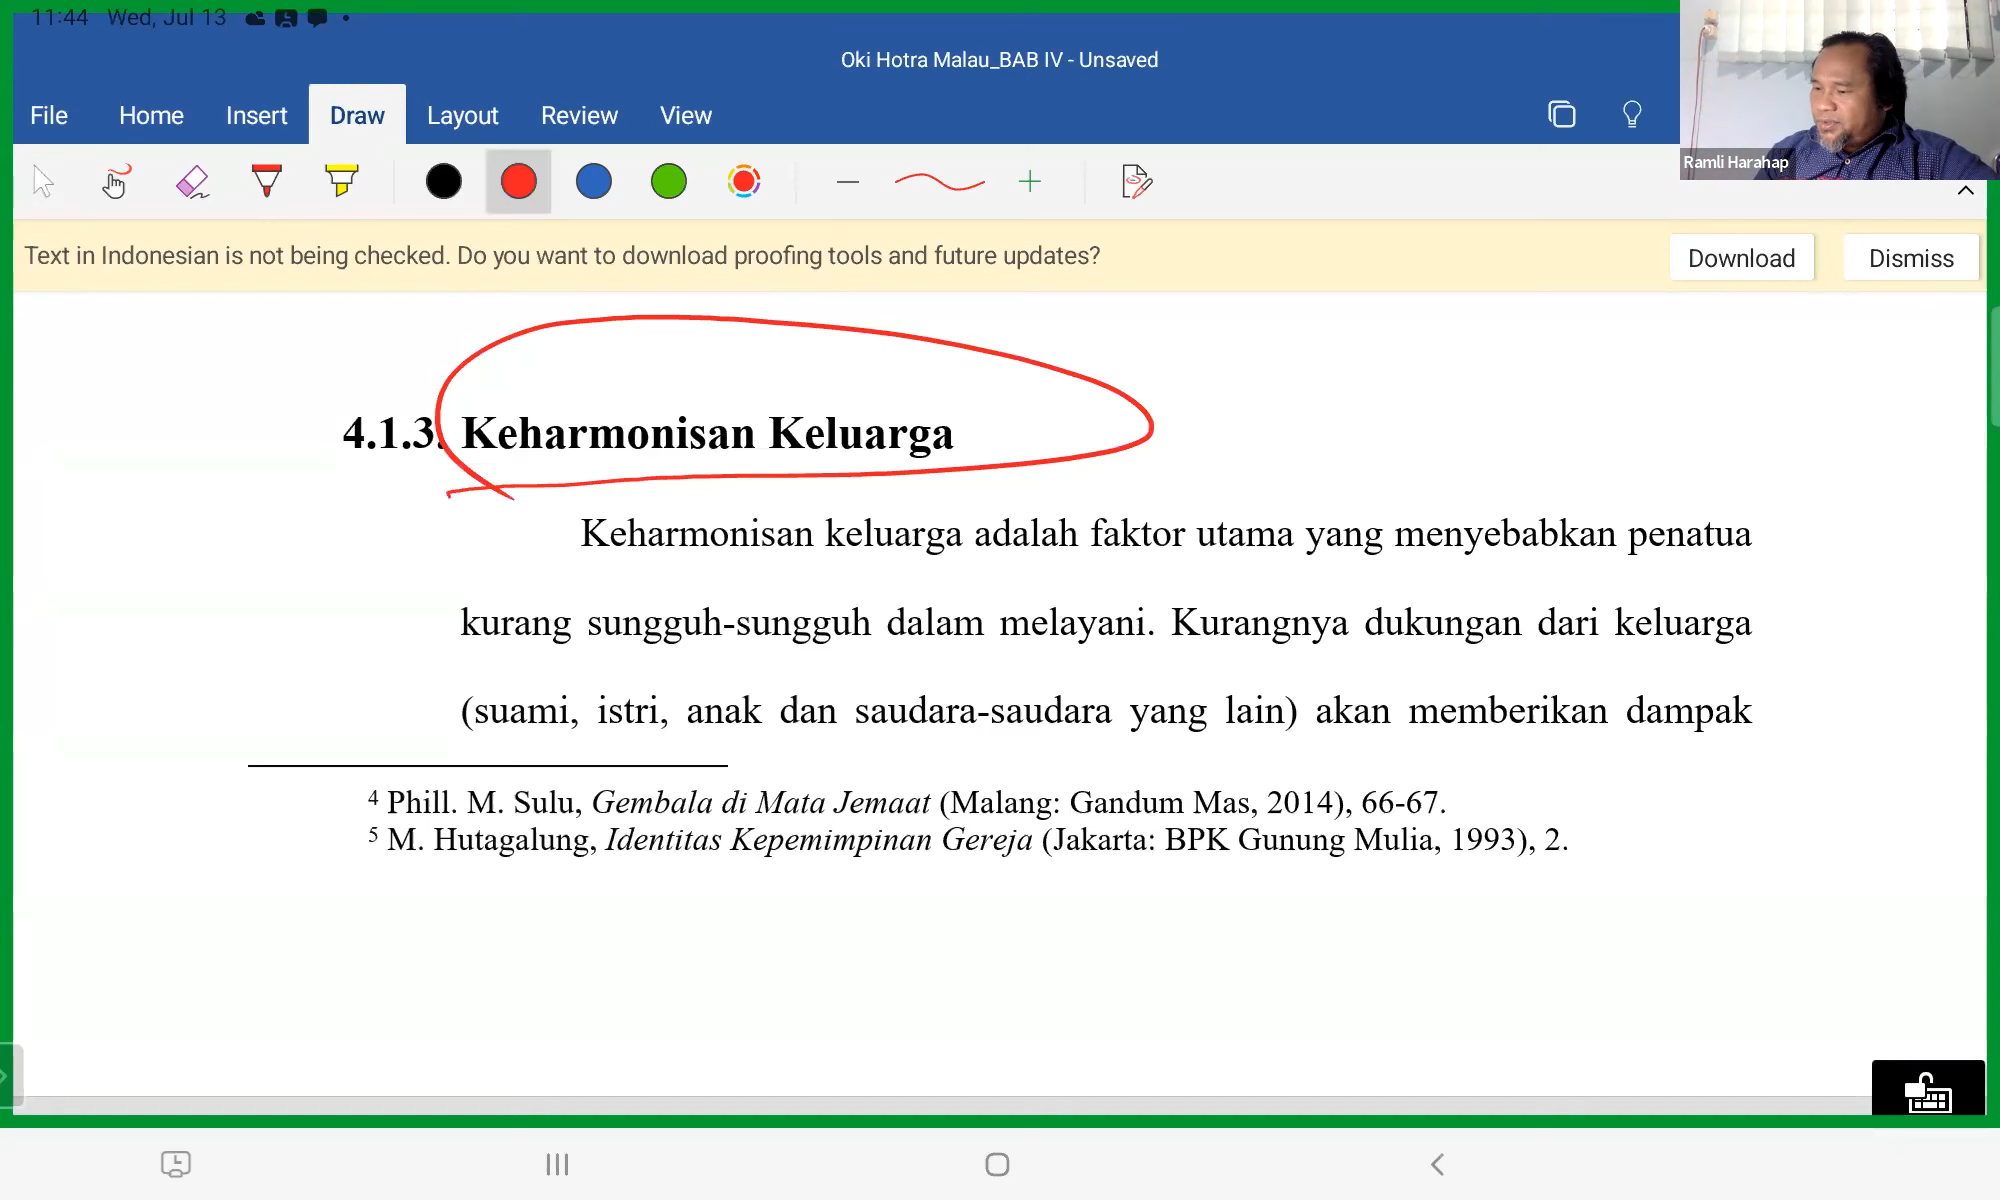 11:44 Wed, Jul 13
Oki Hotra Malau_BAB IV - Unsaved
File Home Insert Draw Layout Review View
Ramli Harahap
Text in Indonesian is not being checked. Do you want to download proofing tools and future updates? Download Dismiss
4.1.3. Keharmonisan Keluarga
Keharmonisan keluarga adalah faktor utama yang menyebabkan penatua
kurang sungguh-sungguh dalam melayani. Kurangnya dukungan dari keluarga
(suami, istri, anak dan saudara-saudara yang lain) akan memberikan dampak
4 Phill. M. Sulu, Gembala di Mata Jemaat (Malang: Gandum Mas, 2014), 66-67.
5 M. Hutagalung, Identitas Kepemimpinan Gereja (Jakarta: BPK Gunung Mulia, 1993), 2.